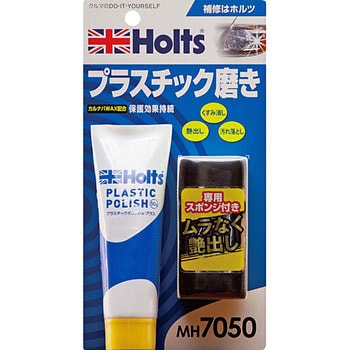 クルマのDO-IT-YOURSELF
補修はホルツ
Holts
プラスチック磨き
カルナバWAX配合 保護効果持続
くすみ消し
艶出し
汚れ落とし
Holts
PLASTIC
POLISH
専用
スポンジ付き
ムラなく
艶出し
MH7050